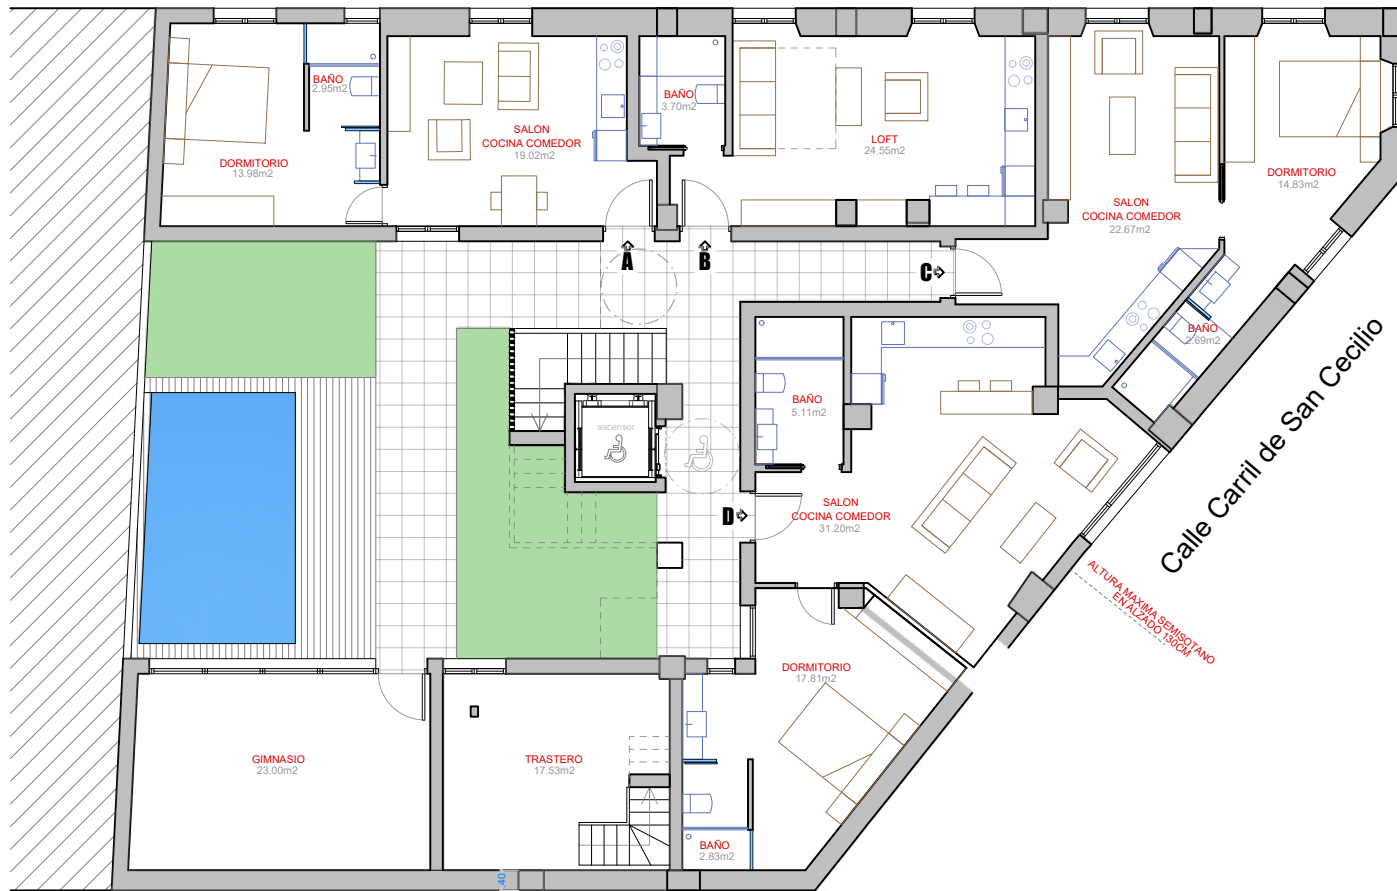 BAÑO
2.95m2
DORMITORIO
13.98m2
SALON
COCINA COMEDOR
19.02m2
BAÑO
3.70m2
LOFT
24.55m2
SALON
COCINA COMEDOR
22.67m2
DORMITORIO
14.83m2
A
B
C
BAÑO
2.69m2
Calle Carril de San Cecilio
ascensor
BAÑO
5.11m2
D
SALON
COCINA COMEDOR
31.20m2
ALTURA MAXIMA SEMISOTANO
EN ALZADO 130CM
DORMITORIO
17.81m2
GIMNASIO
23.00m2
TRASTERO
17.53m2
BAÑO
2.83m2
.40